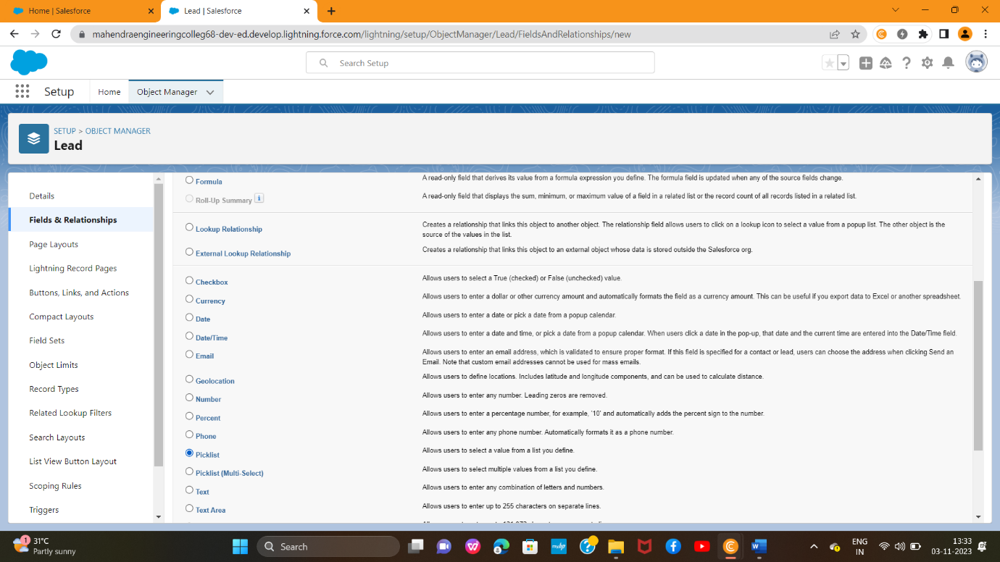 Home | Salesforce
Lead | Salesforce
mahendraengineeringcolleg68-dev-ed.develop.lightning.force.com/lightning/setup/ObjectManager/Lead/FieldsAndRelationships/new
Search Setup
Setup
Home
Object Manager
SETUP > OBJECT MANAGER
Lead
Details
Fields & Relationships
Page Layouts
Lightning Record Pages
Buttons, Links, and Actions
Compact Layouts
Field Sets
Object Limits
Record Types
Related Lookup Filters
Search Layouts
List View Button Layout
Scoping Rules
Triggers
Formula
A read-only field that derives its value from a formula expression you define. The formula field is updated when any of the source fields change.
Roll-Up Summary
A read-only field that displays the sum, minimum, or maximum value of a field in a related list or the record count of all records listed in a related list.
Lookup Relationship
Creates a relationship that links this object to another object. The relationship field allows users to click on a lookup icon to select a value from a popup list. The other object is the
source of the values in the list.
External Lookup Relationship
Creates a relationship that links this object to an external object whose data is stored outside the Salesforce org.
Checkbox
Allows users to select a True (checked) or False (unchecked) value.
Currency
Allows users to enter a dollar or other currency amount and automatically formats the field as a currency amount. This can be useful if you export data to Excel or another spreadsheet.
Date
Allows users to enter a date or pick a date from a popup calendar.
Date/Time
Allows users to enter a date and time, or pick a date from a popup calendar. When users click a date in the pop-up, that date and the current time are entered into the Date/Time field.
Email
Allows users to enter an email address, which is validated to ensure proper format. If this field is specified for a contact or lead, users can choose the address when clicking Send an
Email. Note that custom email addresses cannot be used for mass emails.
Geolocation
Allows users to define locations. Includes latitude and longitude components, and can be used to calculate distance.
Number
Allows users to enter any number. Leading zeros are removed.
Percent
Allows users to enter a percentage number, for example, '10' and automatically adds the percent sign to the number.
Phone
Allows users to enter any phone number. Automatically formats it as a phone number.
Picklist
Allows users to select a value from a list you define.
Picklist (Multi-Select)
Allows users to select multiple values from a list you define.
Text
Allows users to enter any combination of letters and numbers.
Text Area
Allows users to enter up to 255 characters on separate lines.
1
31°C
Partly sunny
Search
myhp
ENG
IN
13:33
03-11-2023